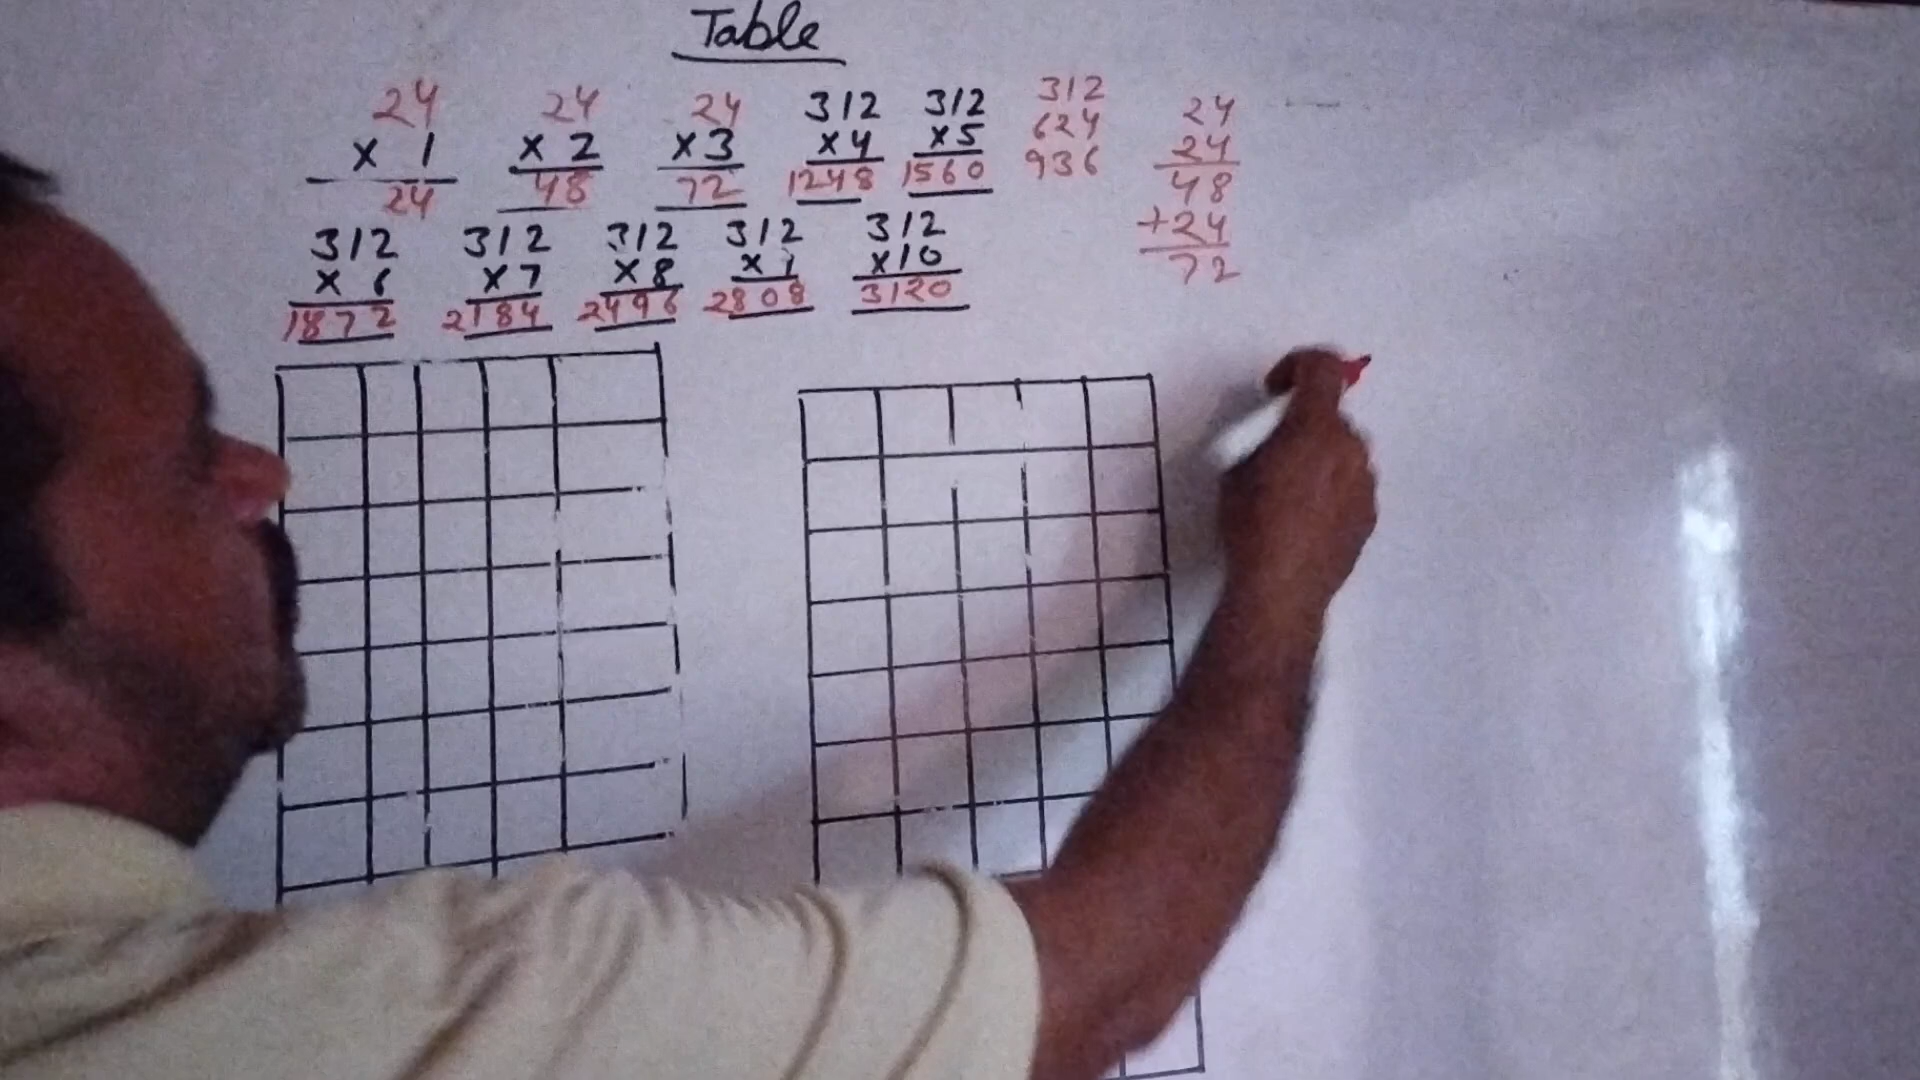 Table
24 24 24 312 312 312 24
x 1 x 2 x3 x4 x5 624 24
24 48 72 1248 1560 936 48
312 312 312 312 312 +24
x 6 x7 x8 x 1 x10 72
1872 2184 2496 2808 3120